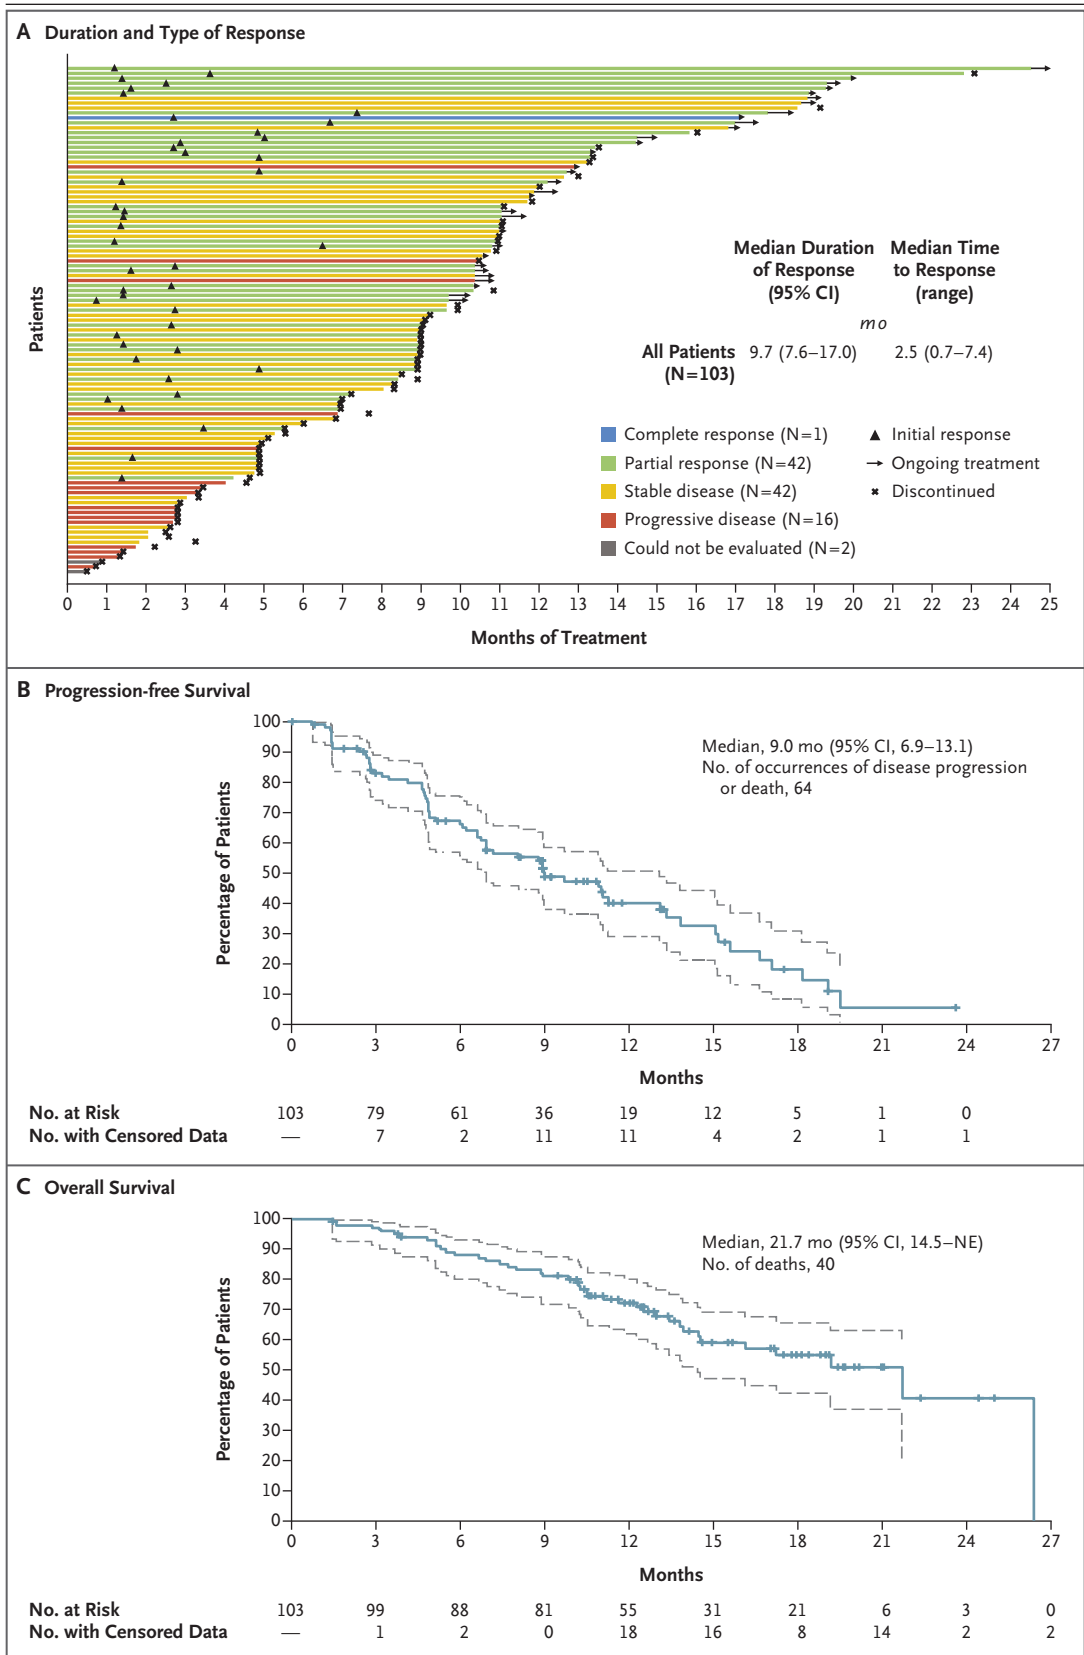 A Duration and Type of Response
Patients
Median Duration of Response (95% CI)
Median Time to Response (range)
mo
All Patients (N=103)
9.7 (7.6–17.0)
2.5 (0.7–7.4)
Complete response (N=1)
Partial response (N=42)
Stable disease (N=42)
Progressive disease (N=16)
Could not be evaluated (N=2)
Initial response
Ongoing treatment
Discontinued
0 1 2 3 4 5 6 7 8 9 10 11 12 13 14 15 16 17 18 19 20 21 22 23 24 25
Months of Treatment
B Progression-free Survival
Percentage of Patients
100
90
80
70
60
50
40
30
20
10
0
Median, 9.0 mo (95% CI, 6.9–13.1)
No. of occurrences of disease progression
or death, 64
0 3 6 9 12 15 18 21 24 27
Months
No. at Risk 103 79 61 36 19 12 5 1 0
No. with Censored Data — 7 2 11 11 4 2 1 1
C Overall Survival
Percentage of Patients
100
90
80
70
60
50
40
30
20
10
0
Median, 21.7 mo (95% CI, 14.5–NE)
No. of deaths, 40
0 3 6 9 12 15 18 21 24 27
Months
No. at Risk 103 99 88 81 55 31 21 6 3 0
No. with Censored Data — 1 2 0 18 16 8 14 2 2